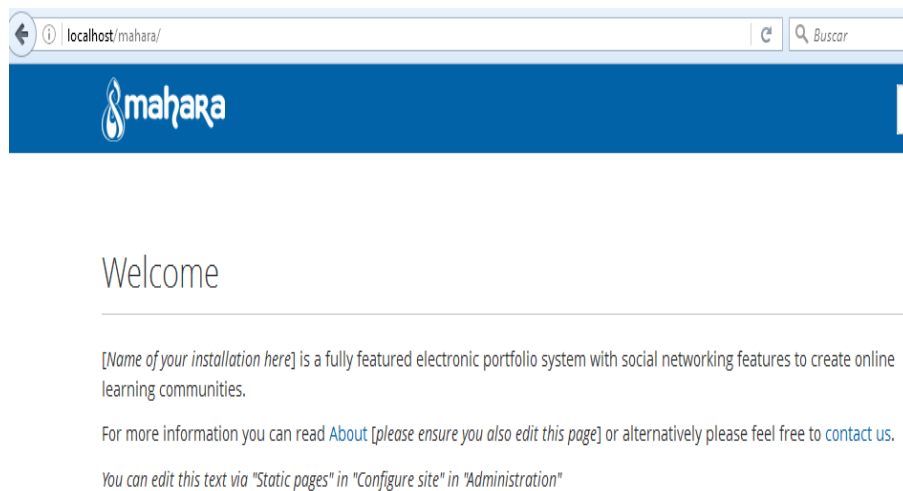 localhost/mahara/
Buscar
mahara
Welcome
[Name of your installation here] is a fully featured electronic portfolio system with social networking features to create online
learning communities.
For more information you can read About [please ensure you also edit this page] or alternatively please feel free to contact us.
You can edit this text via "Static pages" in "Configure site" in "Administration"